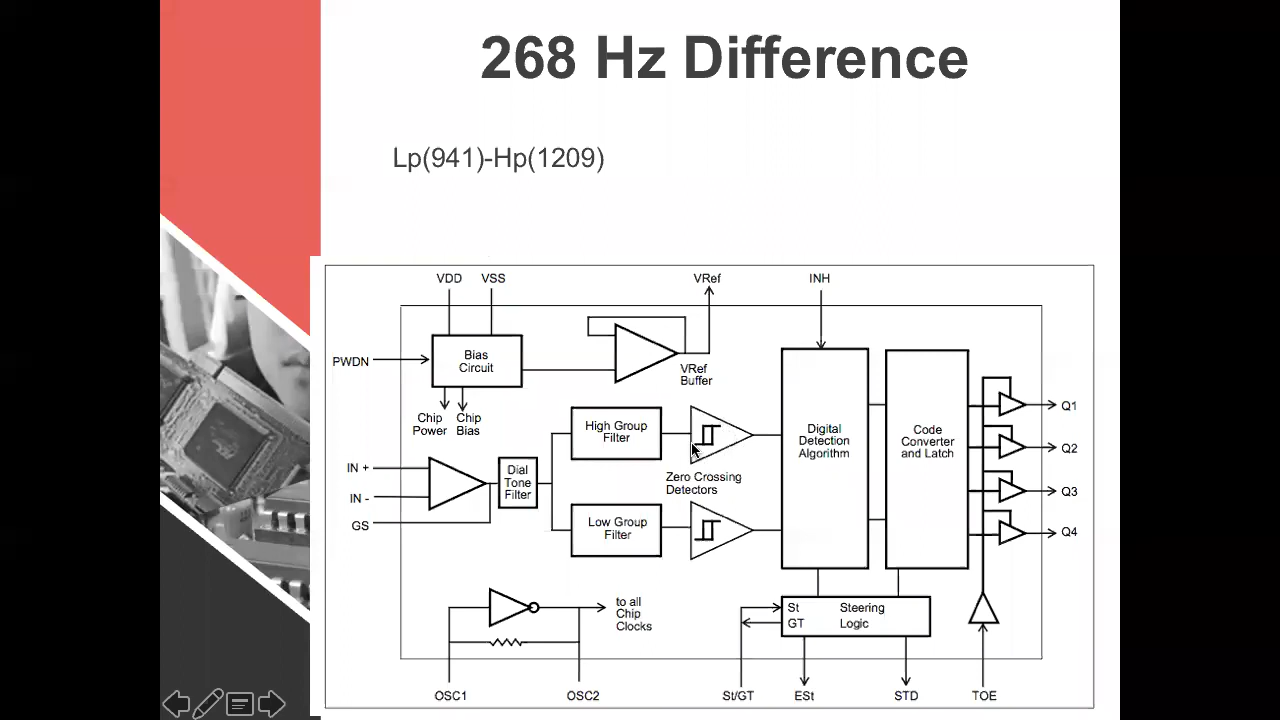 268 Hz Difference
Lp(941)-Hp(1209)
VDD
VSS
VRef
INH
PWDN
Bias
Circuit
VRef
Buffer
Chip
Power
Chip
Bias
High Group
Filter
Digital
Detection
Algorithm
Code
Converter
and Latch
Q1
Q2
Q3
Q4
IN +
IN -
GS
Dial
Tone
Filter
Zero Crossing
Detectors
Low Group
Filter
to all
Chip
Clocks
St
GT
Steering
Logic
OSC1
OSC2
St/GT
ESt
STD
TOE